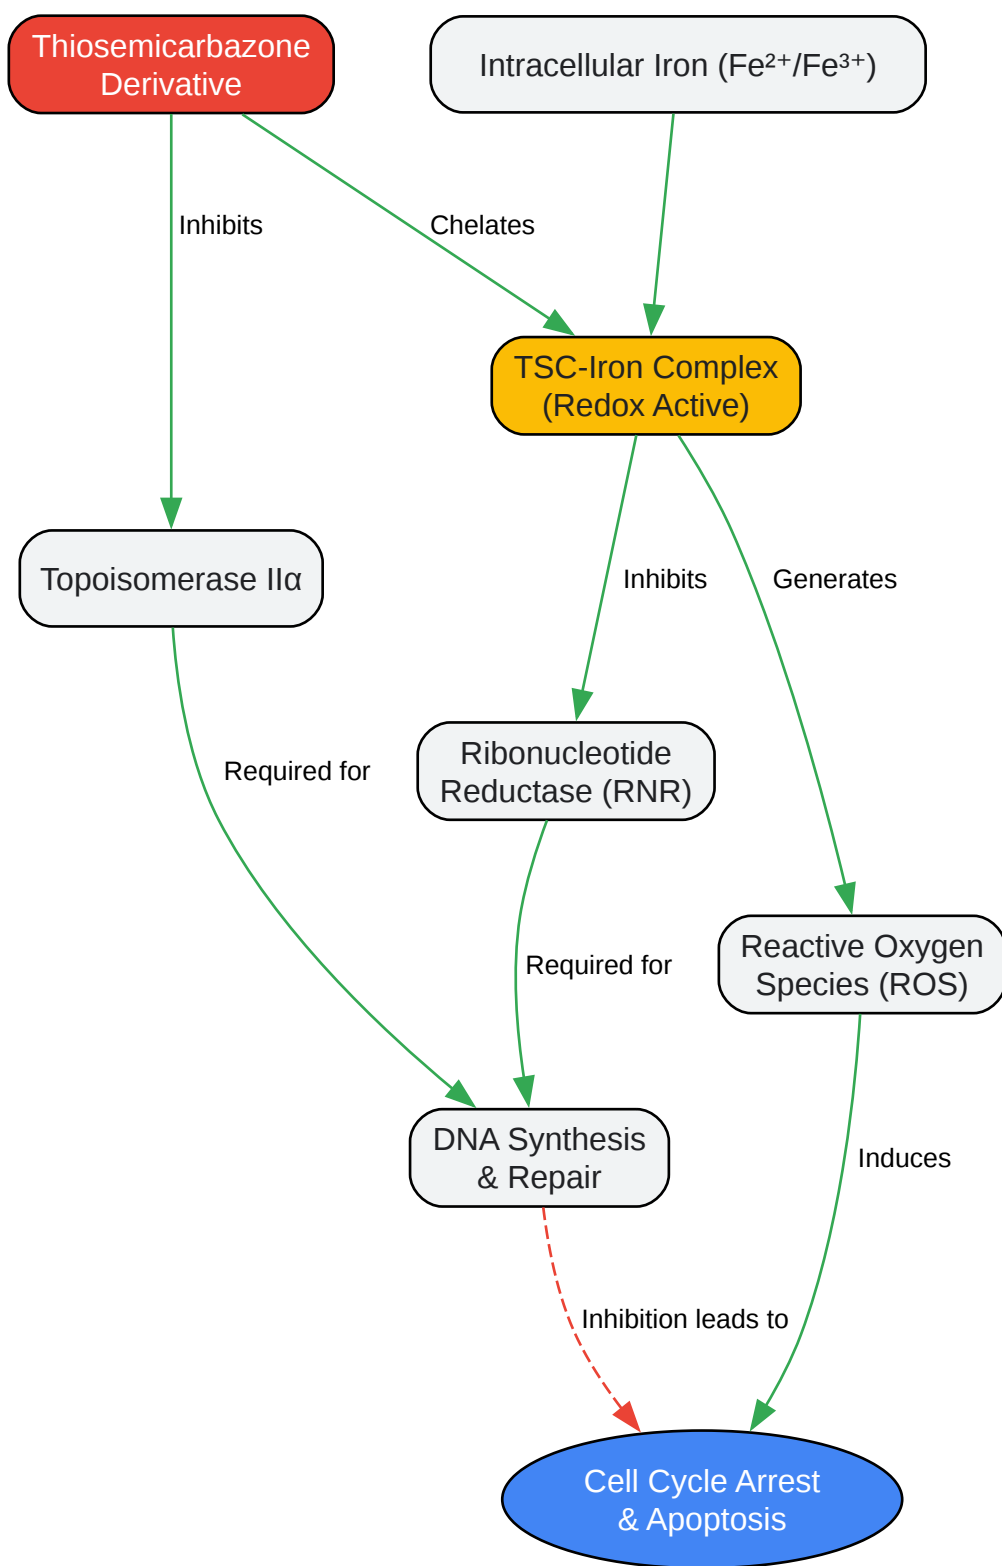 Thiosemicarbazone
Derivative
Intracellular Iron (Fe²⁺/Fe³⁺)
Inhibits
Chelates
TSC-Iron Complex
(Redox Active)
Topoisomerase IIα
Inhibits
Generates
Ribonucleotide
Reductase (RNR)
Required for
Reactive Oxygen
Species (ROS)
Required for
DNA Synthesis
& Repair
Induces
Inhibition leads to
Cell Cycle Arrest
& Apoptosis